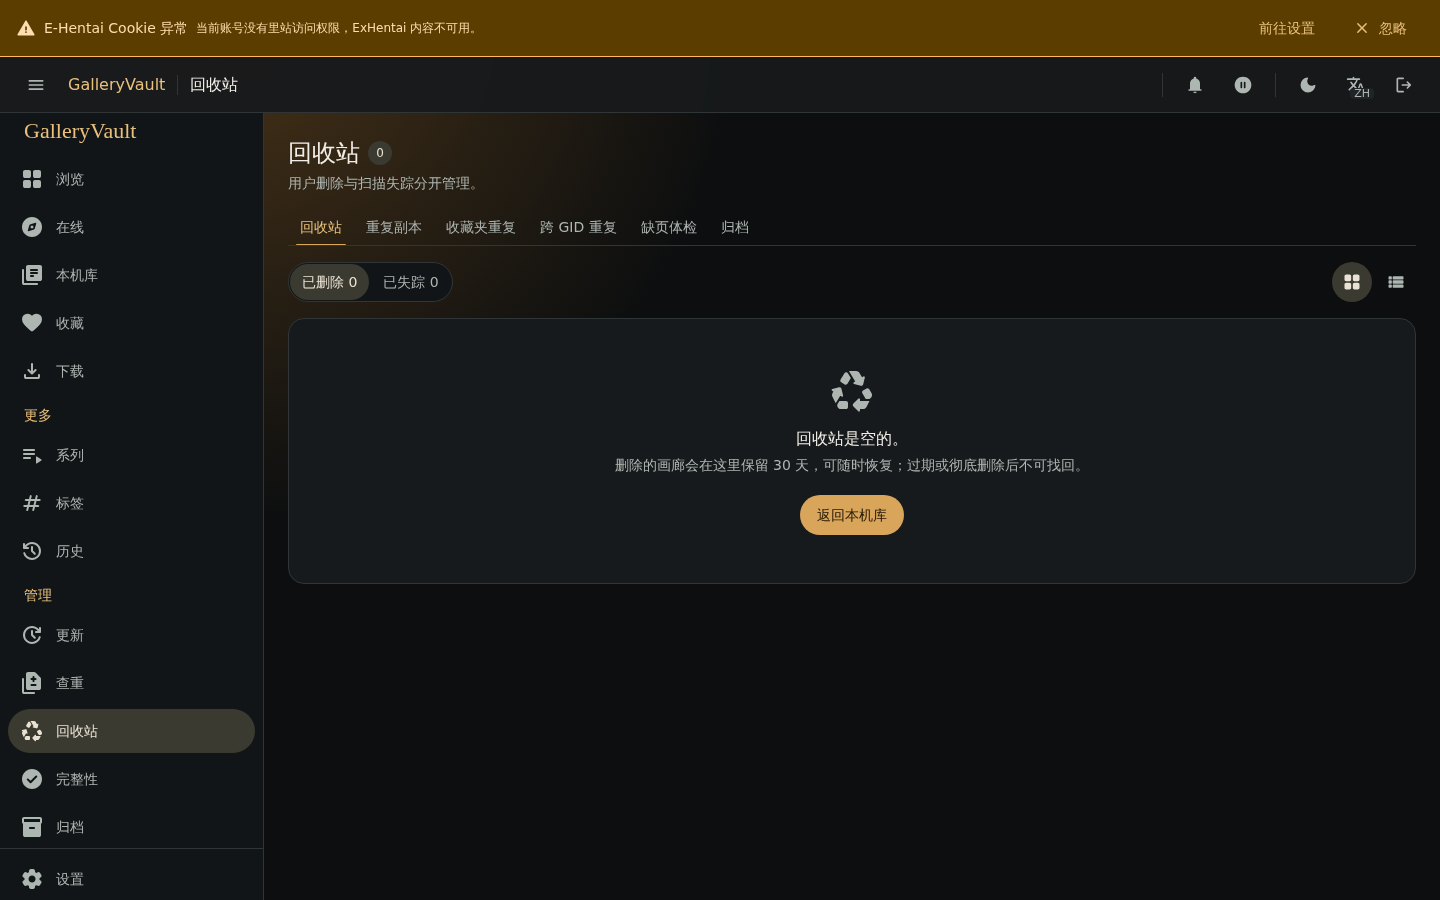 E-Hentai Cookie 异常 当前账号没有里站访问权限，ExHentai 内容不可用。 前往设置 忽略
GalleryVault 回收站 ZH
GalleryVault
浏览
在线
本机库
收藏
下载
更多
系列
标签
历史
管理
更新
查重
回收站
完整性
归档
设置
回收站 0
用户删除与扫描失踪分开管理。
回收站 重复副本 收藏夹重复 跨 GID 重复 缺页体检 归档
已删除 0 已失踪 0
回收站是空的。
删除的画廊会在这里保留 30 天，可随时恢复；过期或彻底删除后不可找回。
返回本机库